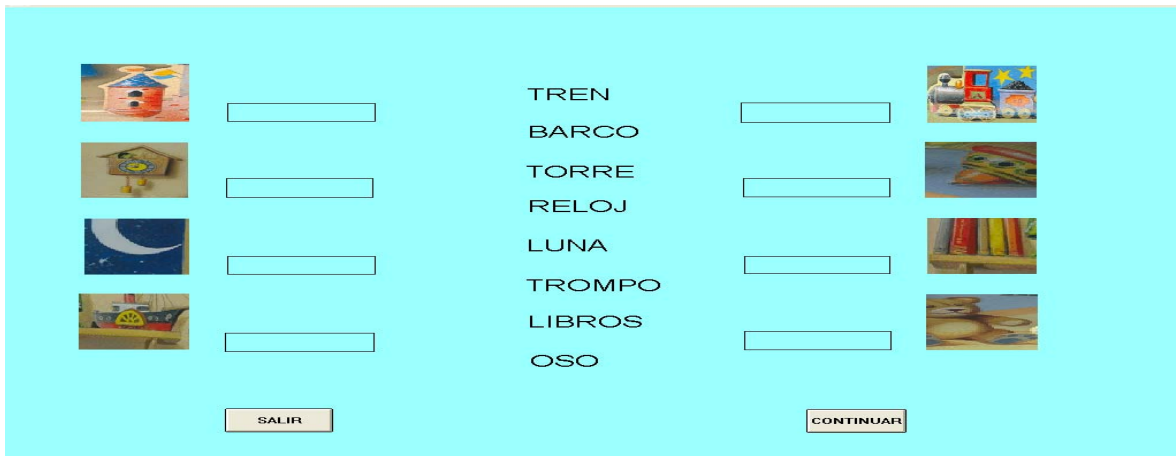 TREN
BARCO
TORRE
RELOJ
LUNA
TROMPO
LIBROS
OSO
SALIR
CONTINUAR